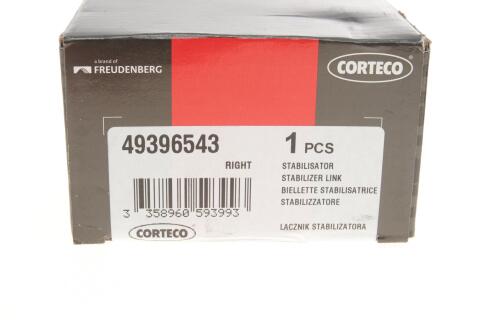 a brand of
FREUDENBERG
CORTECO
49396543
1 PCS
RIGHT
STABILISATOR
STABILIZER LINK
BIELLETTE STABILISATRICE
STABILIZZATORE
3 358960 593993
CORTECO
LACZNIK STABILIZATORA